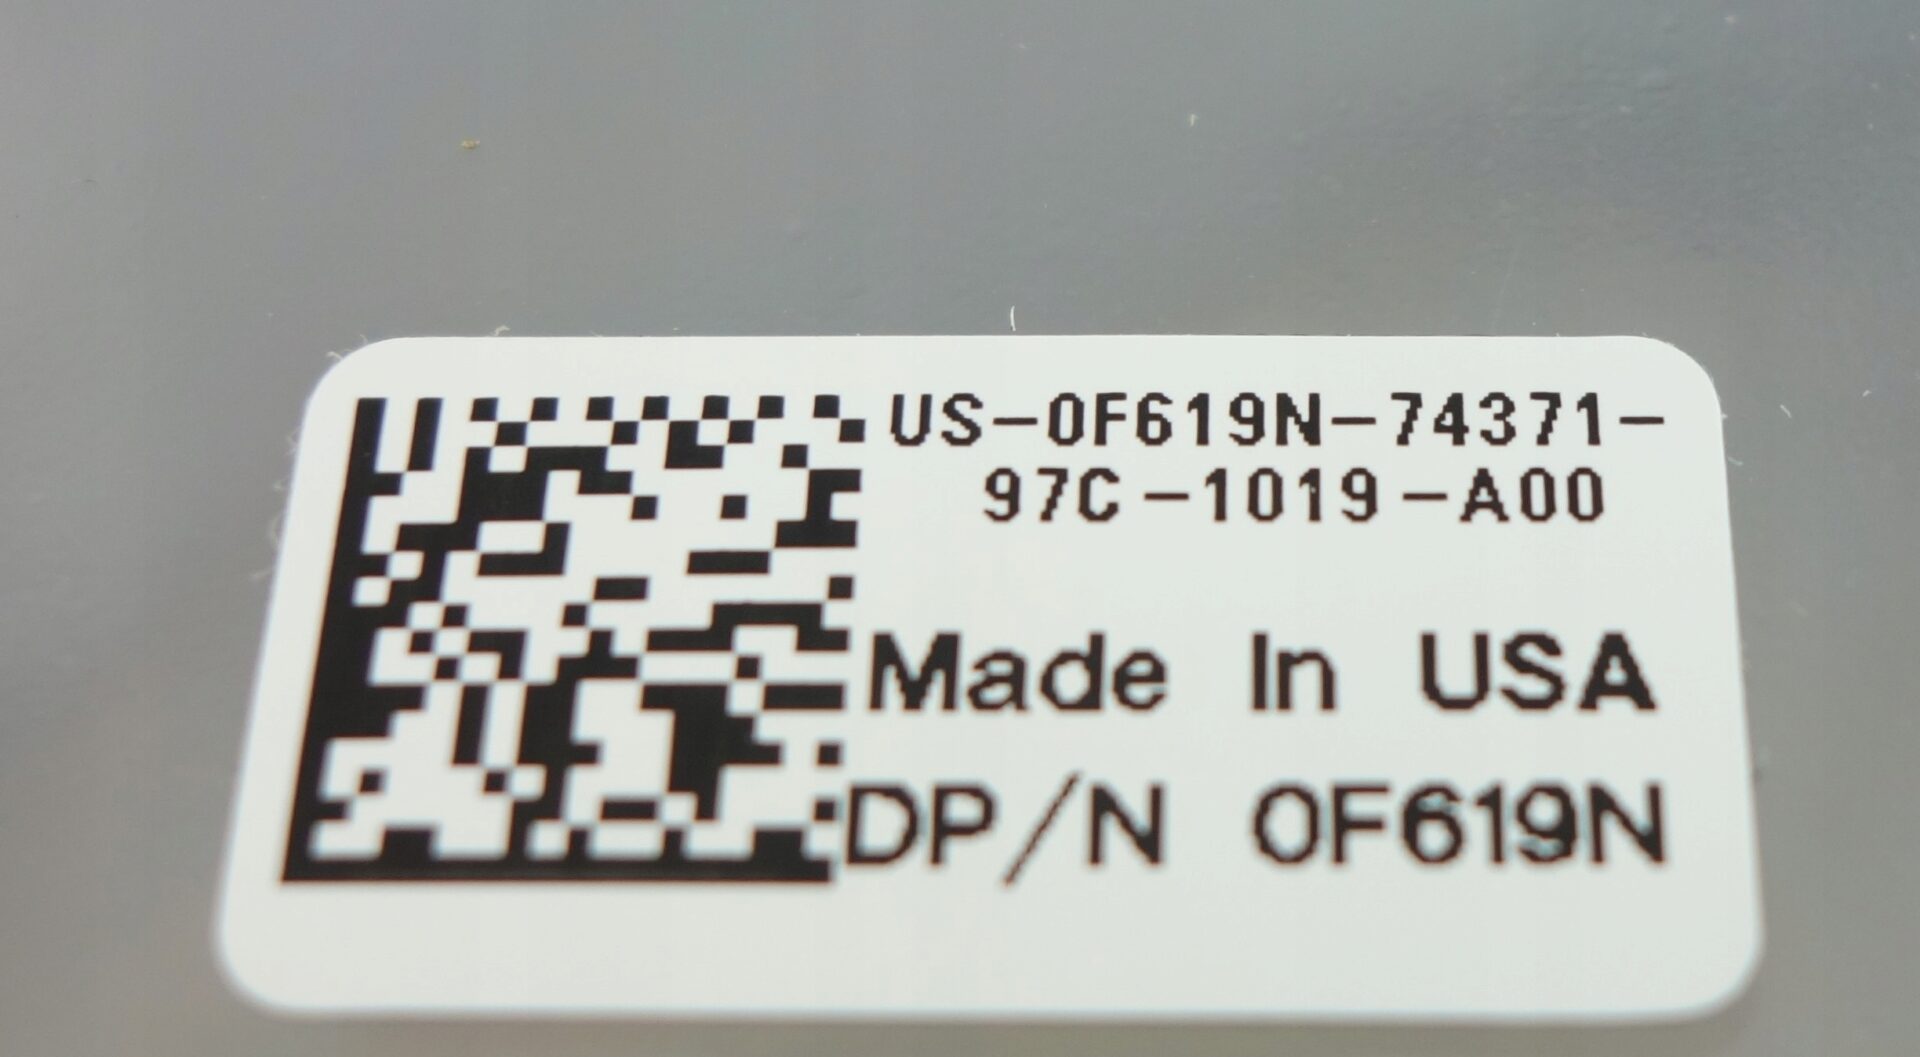 US-0F619N-74371-
97C-1019-A00
Made In USA
DP/N 0F619N